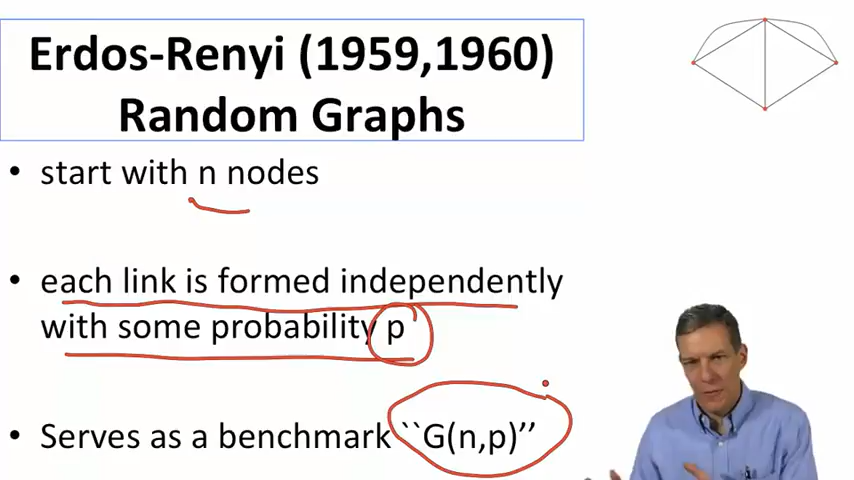 Erdos-Renyi (1959,1960)
Random Graphs
• start with n nodes
• each link is formed independently
with some probability p
• Serves as a benchmark ``G(n,p)’’